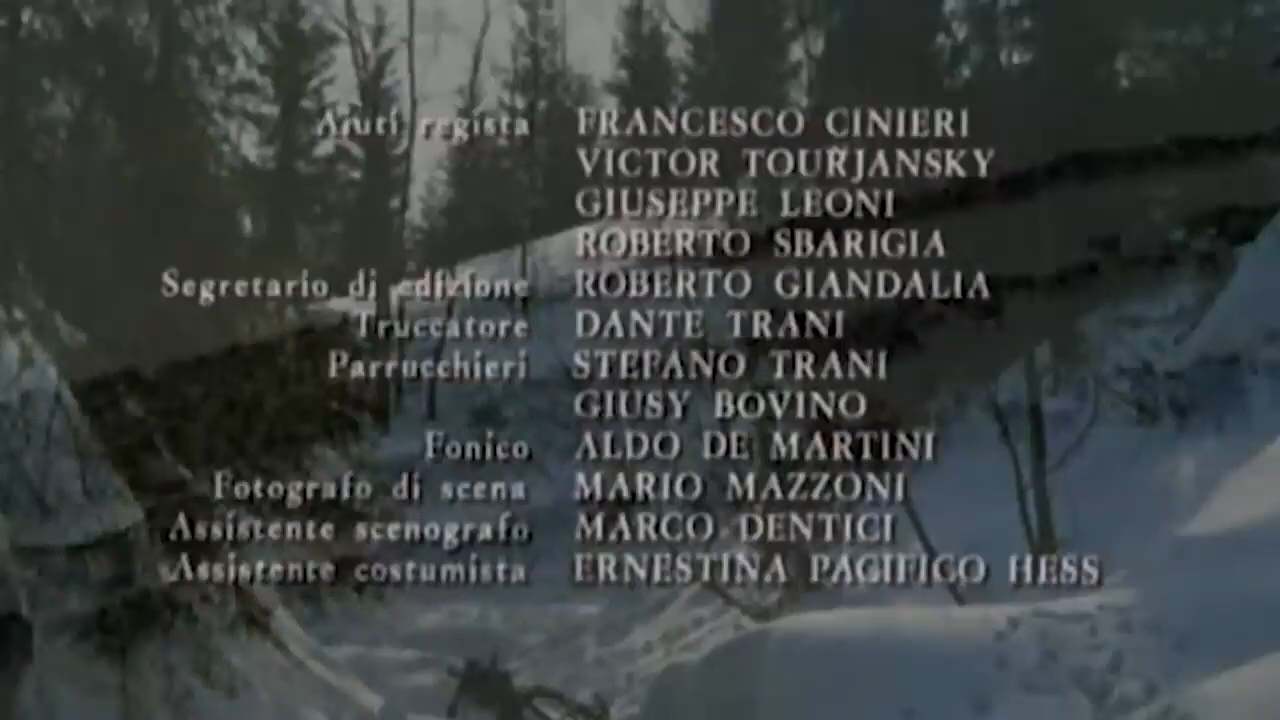 Aiuti regista FRANCESCO CINIERI
VICTOR TOURJANSKY
GIUSEPPE LEONI
ROBERTO SBARIGIA
Segretario di edizione ROBERTO GIANDALIA
Truccatore DANTE TRANI
Parrucchieri STEFANO TRANI
GIUSY BOVINO
Fonico ALDO DE MARTINI
Fotografo di scena MARIO MAZZONI
Assistente scenografo MARCO DENTICI
Assistente costumista ERNESTINA PACIFICO HESS